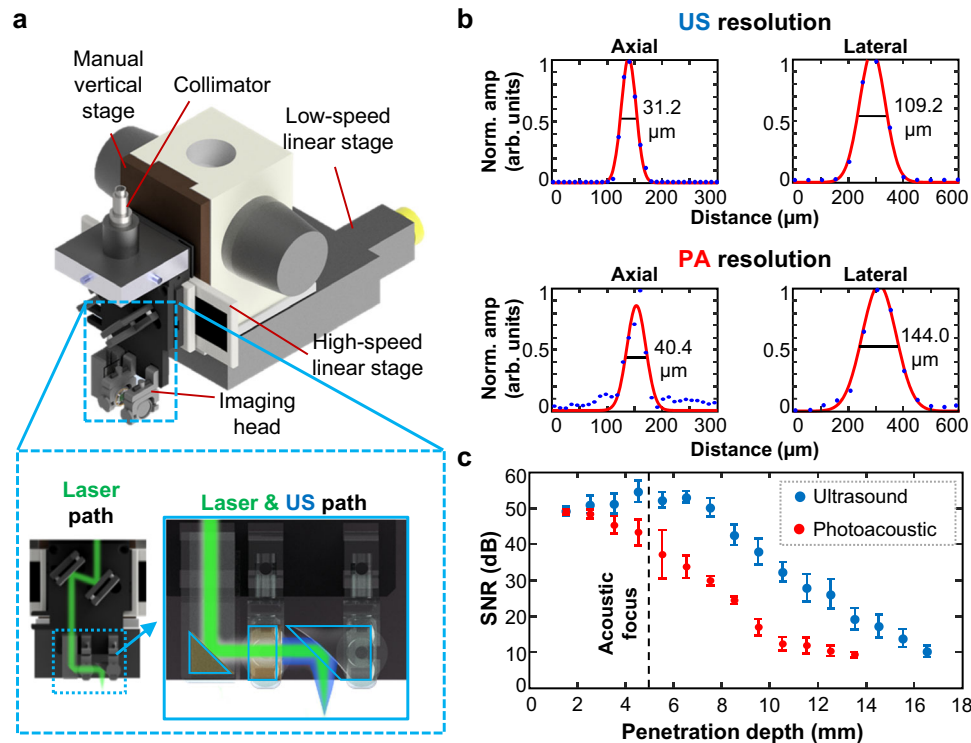 a
Manual
vertical
stage
Collimator
Low-speed
linear stage
High-speed
linear stage
Imaging
head
Laser
path
Laser & US path
b
US resolution
Axial
Lateral
Norm. amp
(arb. units)
1
0.5
0
31.2
µm
0 100 200 300
1
0.5
0
109.2
µm
0 200 400 600
Distance (µm)
Distance (µm)
PA resolution
Axial
Lateral
Norm. amp
(arb. units)
1
0.5
0
40.4
µm
0 100 200 300
1
0.5
0
144.0
µm
0 200 400 600
Distance (µm)
Distance (µm)
c
SNR (dB)
60
50
40
30
20
10
0
Acoustic
focus
Ultrasound
Photoacoustic
0 2 4 6 8 10 12 14 16 18
Penetration depth (mm)